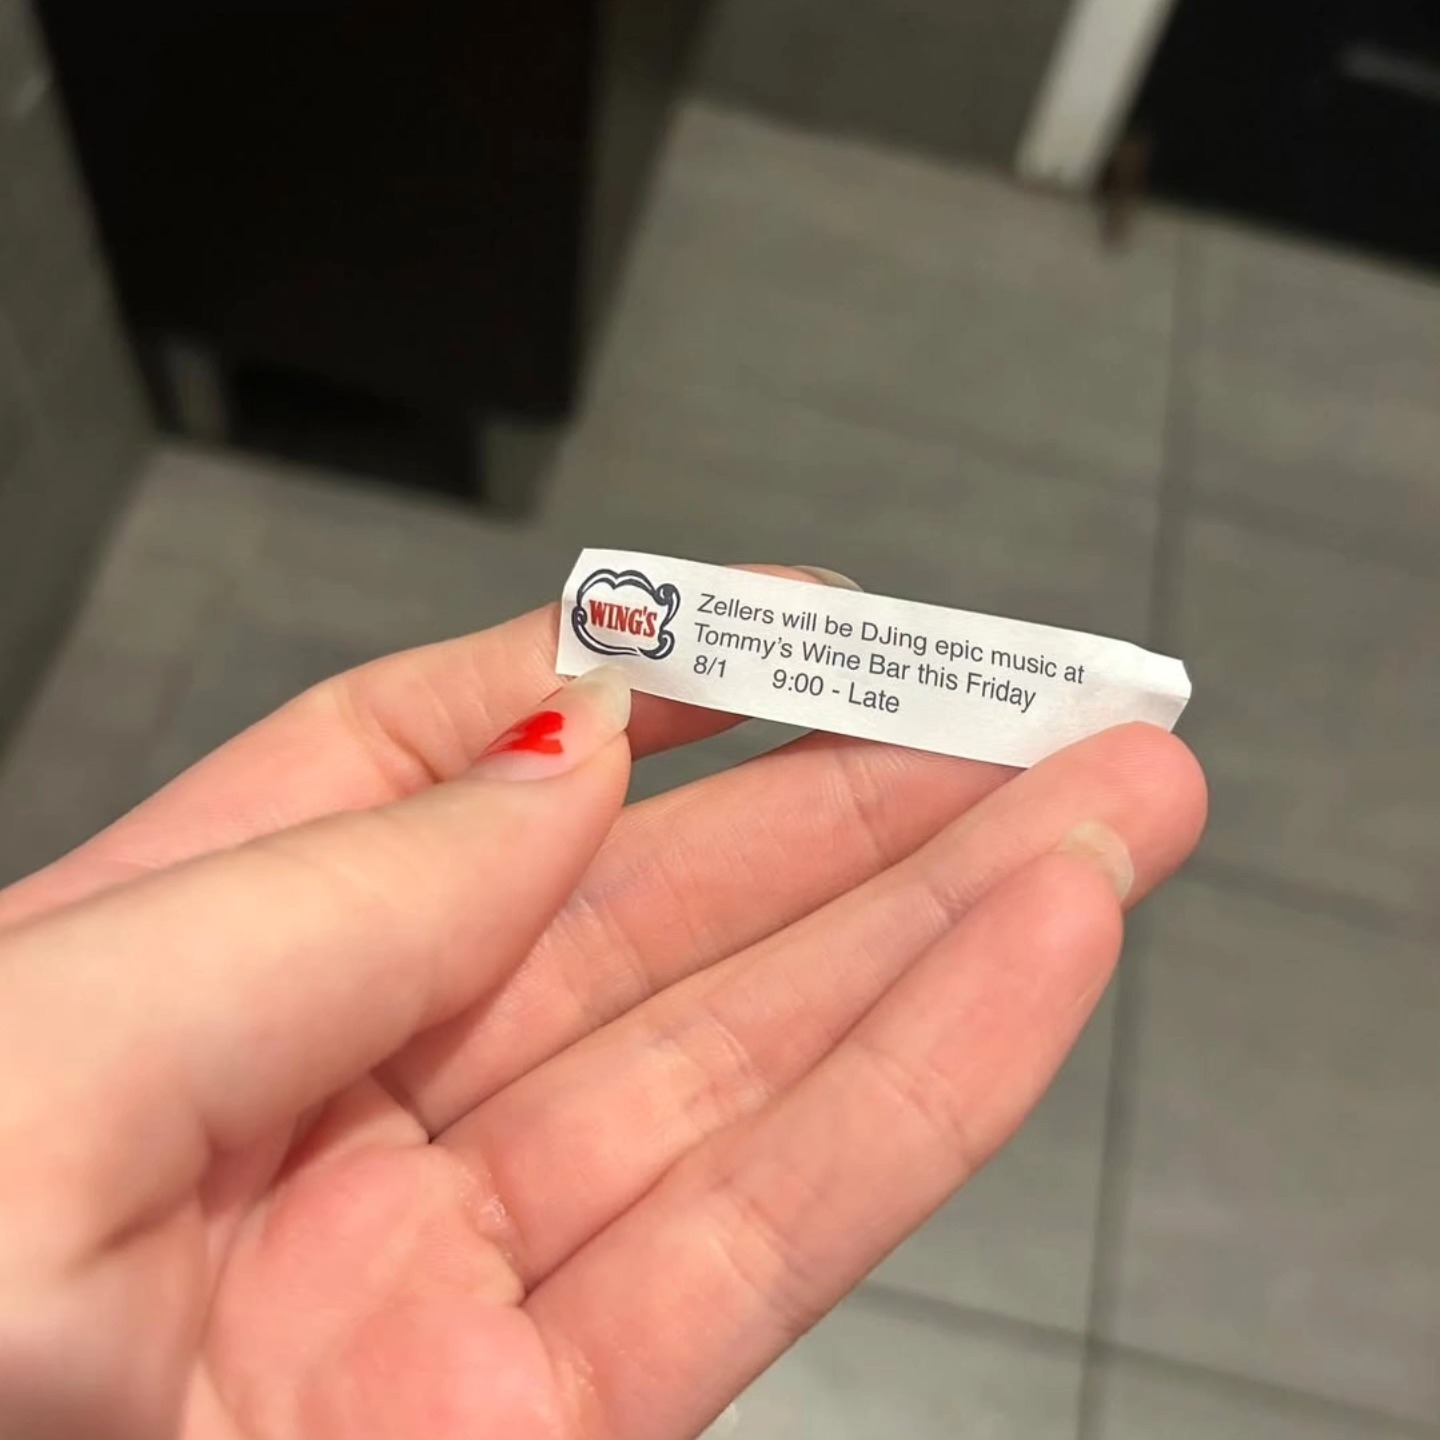 WING'S
Zellers will be DJing epic music at
Tommy's Wine Bar this Friday
8/1 9:00 - Late